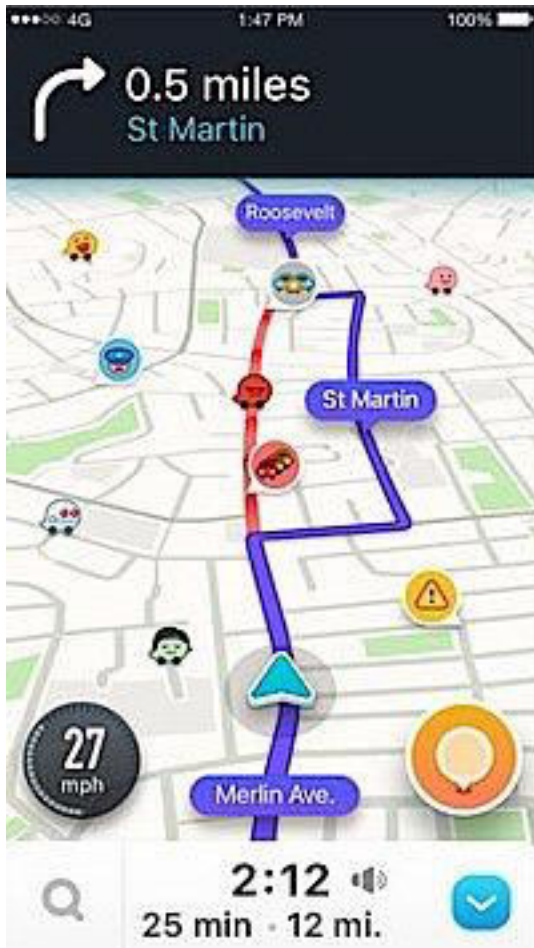 4G 1:47 PM 100%
0.5 miles
St Martin
Roosevelt
St Martin
27
mph
Merlin Ave.
2:12
25 min · 12 mi.